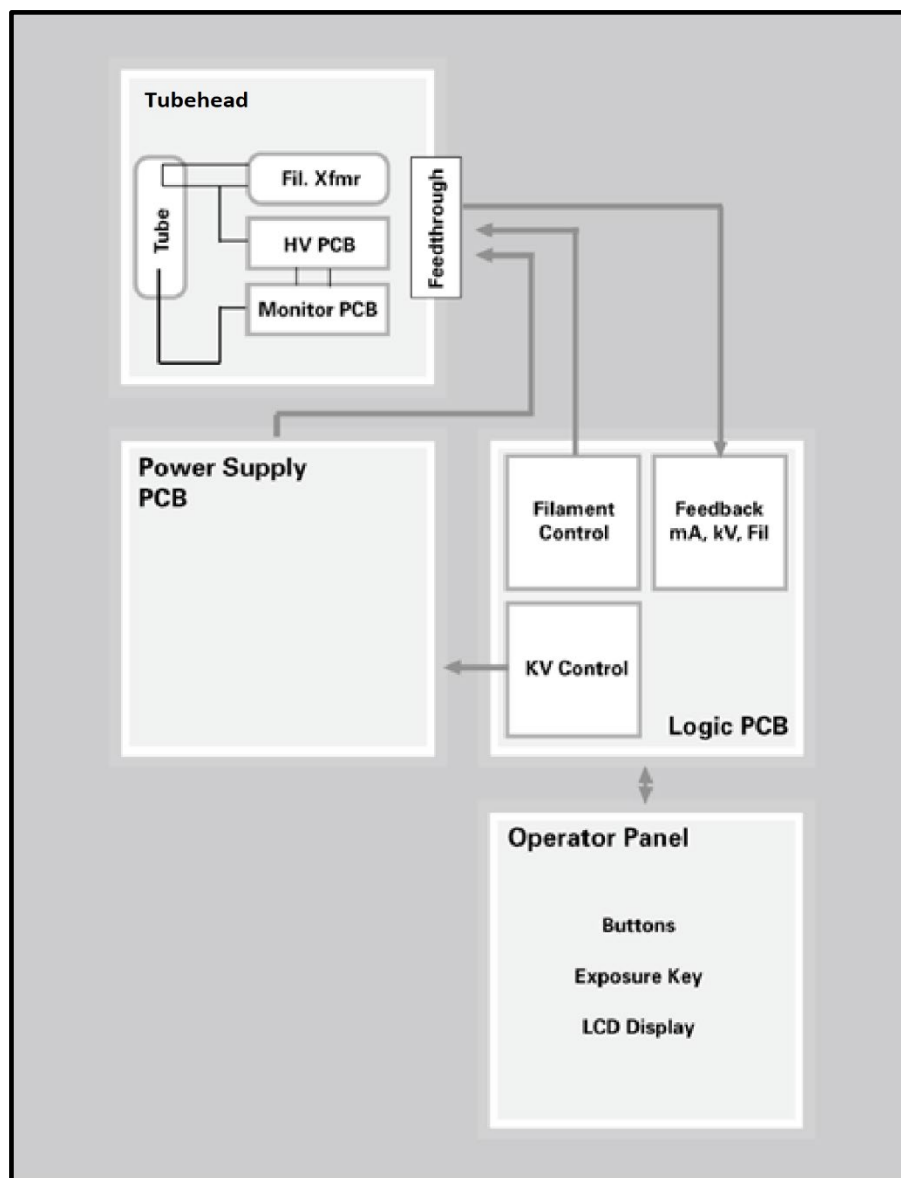 Tubehead
Tube
Fil. Xfmr
HV PCB
Monitor PCB
Feedthrough
Power Supply
PCB
Filament
Control
Feedback
mA, kV, Fil
KV Control
Logic PCB
Operator Panel
Buttons
Exposure Key
LCD Display